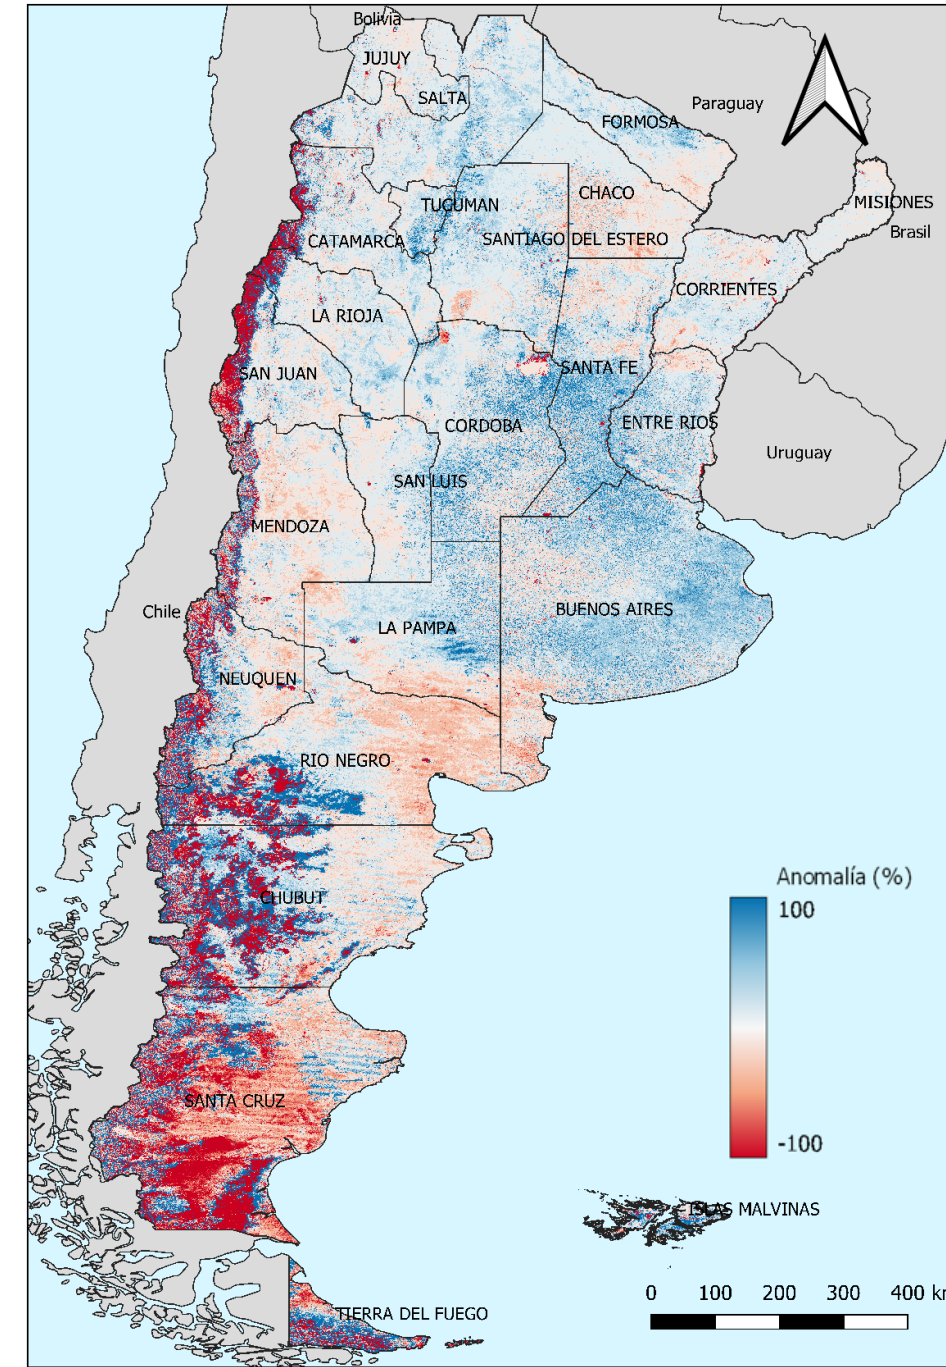 Bolivia
JUJUY
SALTA
Paraguay
FORMOSA
CHACO
MISIONES
TUCUMAN
Brasil
CATAMARCA
SANTIAGO DEL ESTERO
CORRIENTES
LA RIOJA
SAN JUAN
SANTA FE
CORDOBA
ENTRE RIOS
Uruguay
SAN LUIS
MENDOZA
Chile
BUENOS AIRES
LA PAMPA
NEUQUEN
RIO NEGRO
CHUBUT
Anomalía (%)
100
SANTA CRUZ
-100
ISLAS MALVINAS
0 100 200 300 400 km
TIERRA DEL FUEGO